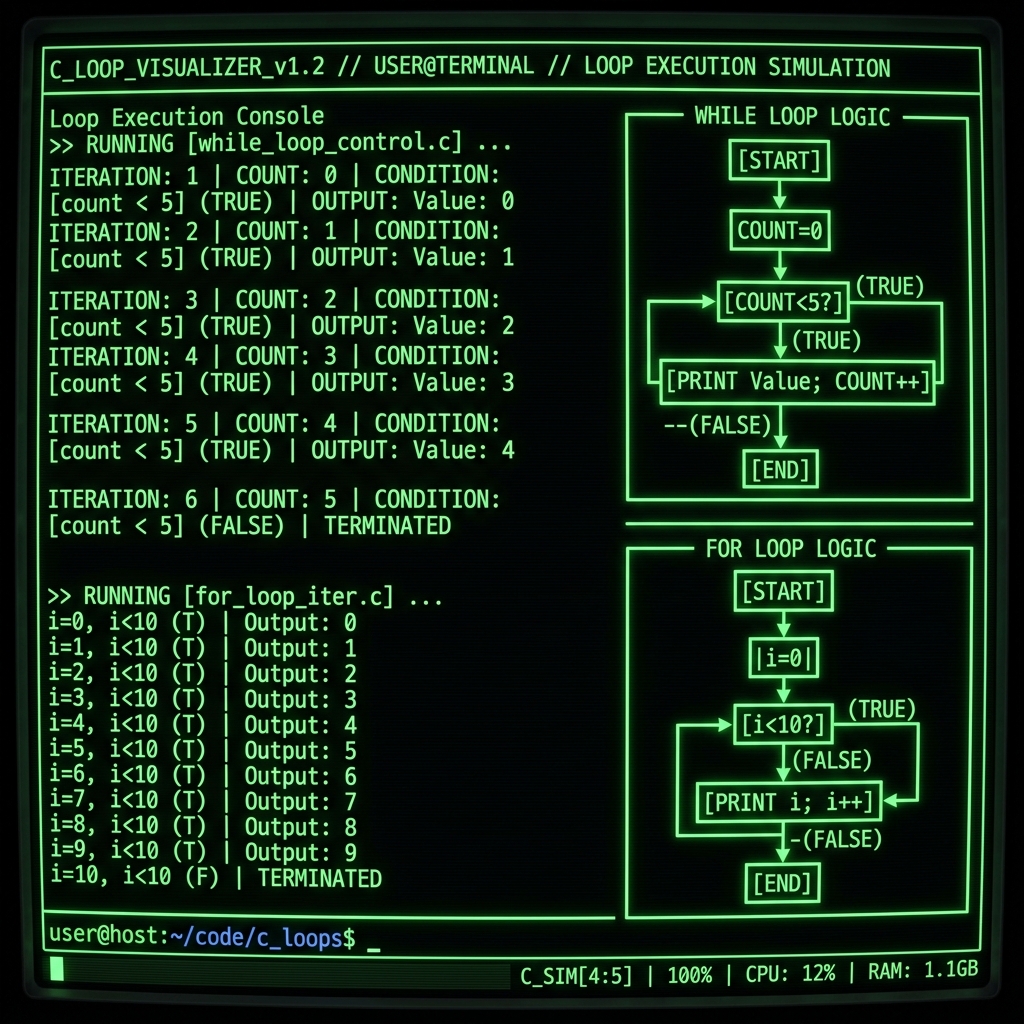 C_LOOP_VISUALIZER_v1.2 // USER@TERMINAL // LOOP EXECUTION SIMULATION
Loop Execution Console
>> RUNNING [while_loop_control.c] ...
ITERATION: 1 | COUNT: 0 | CONDITION:
[count < 5] (TRUE) | OUTPUT: Value: 0
ITERATION: 2 | COUNT: 1 | CONDITION:
[count < 5] (TRUE) | OUTPUT: Value: 1
ITERATION: 3 | COUNT: 2 | CONDITION:
[count < 5] (TRUE) | OUTPUT: Value: 2
ITERATION: 4 | COUNT: 3 | CONDITION:
[count < 5] (TRUE) | OUTPUT: Value: 3
ITERATION: 5 | COUNT: 4 | CONDITION:
[count < 5] (TRUE) | OUTPUT: Value: 4
ITERATION: 6 | COUNT: 5 | CONDITION:
[count < 5] (FALSE) | TERMINATED
>> RUNNING [for_loop_iter.c] ...
i=0, i<10 (T) | Output: 0
i=1, i<10 (T) | Output: 1
i=2, i<10 (T) | Output: 2
i=3, i<10 (T) | Output: 3
i=4, i<10 (T) | Output: 4
i=5, i<10 (T) | Output: 5
i=6, i<10 (T) | Output: 6
i=7, i<10 (T) | Output: 7
i=8, i<10 (T) | Output: 8
i=9, i<10 (T) | Output: 9
i=10, i<10 (F) | TERMINATED
WHILE LOOP LOGIC
[START]
COUNT=0
[COUNT<5?]
(TRUE)
(TRUE)
[PRINT Value; COUNT++]
--(FALSE)
[END]
FOR LOOP LOGIC
[START]
|i=0|
[i<10?]
(TRUE)
(FALSE)
[PRINT i; i++]
-(FALSE)
[END]
user@host:~/code/c_loops$ _
C_SIM[4:5] | 100% | CPU: 12% | RAM: 1.1GB